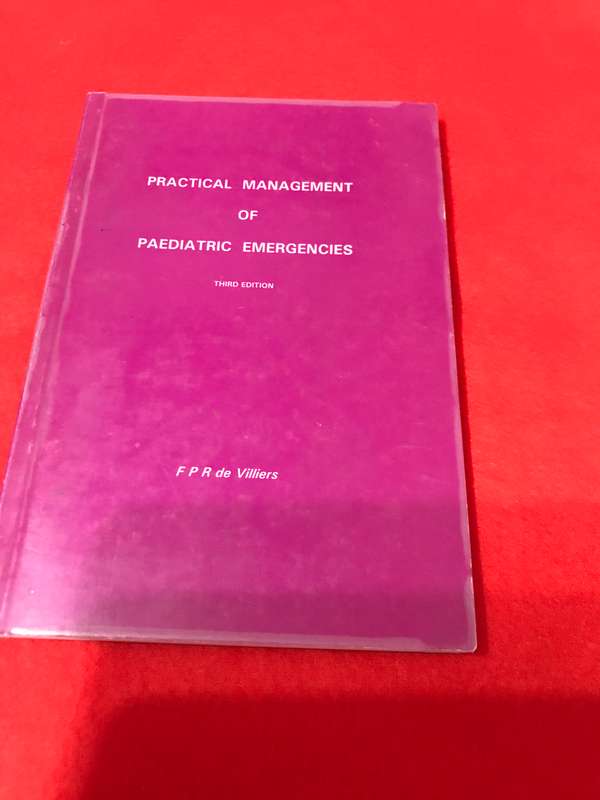 PRACTICAL MANAGEMENT
OF
PAEDIATRIC EMERGENCIES
THIRD EDITION
F P R de Villiers